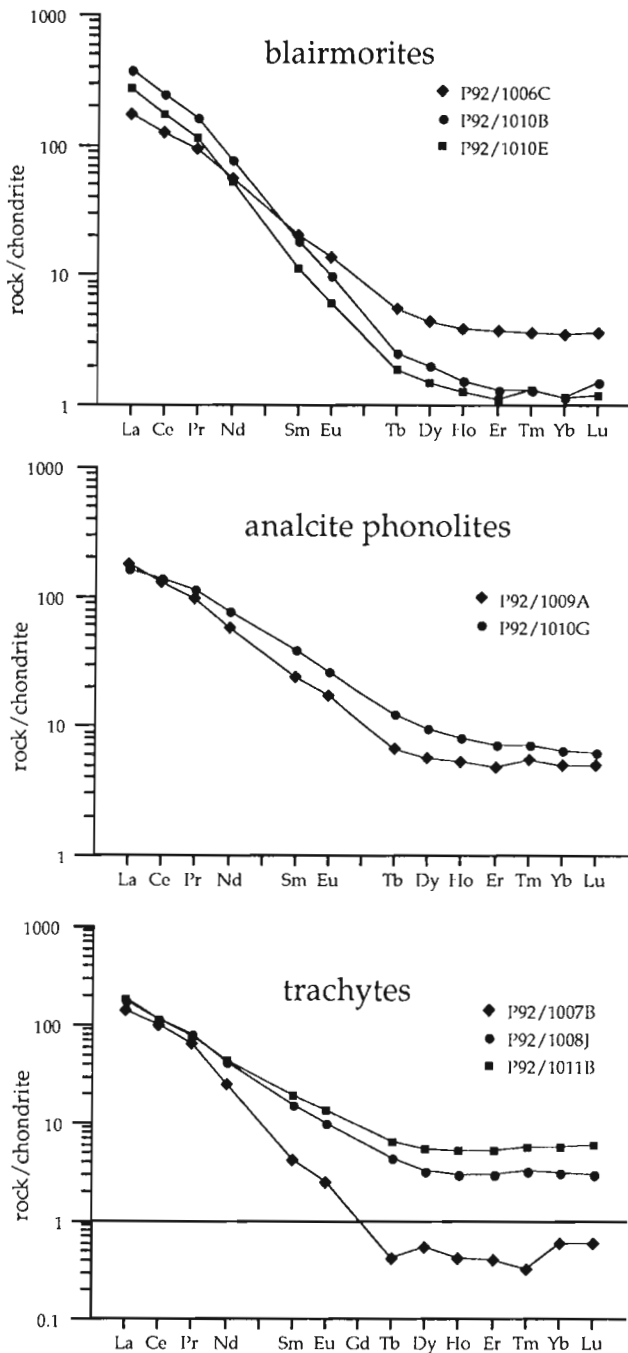 1000
blairmorites
P92/1006C
P92/1010B
P92/1010E
100
10
1
rock/chondrite
La Ce Pr Nd Sm Eu Tb Dy Ho Er Tm Yb Lu
1000
analcite phonolites
P92/1009A
P92/1010G
100
10
1
rock/chondrite
La Ce Pr Nd Sm Eu Tb Dy Ho Er Tm Yb Lu
1000
trachytes
P92/1007B
P92/1008J
P92/1011B
100
10
1
0.1
rock/chondrite
La Ce Pr Nd Sm Eu Gd Tb Dy Ho Er Tm Yb Lu